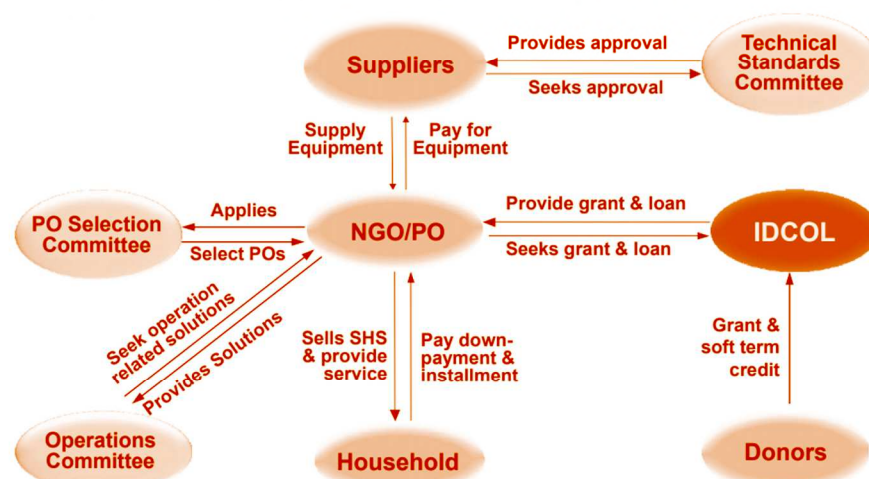 Provides approval
Suppliers
Technical
Standards
Committee
Seeks approval
Supply
Equipment
Pay for
Equipment
PO Selection
Committee
Applies
Select POs
NGO/PO
Provide grant & loan
Seeks grant & loan
IDCOL
Seek operation
related solutions
Provides Solutions
Sells SHS
& provide
service
Pay down-
payment &
installment
Grant &
soft term
credit
Operations
Committee
Household
Donors